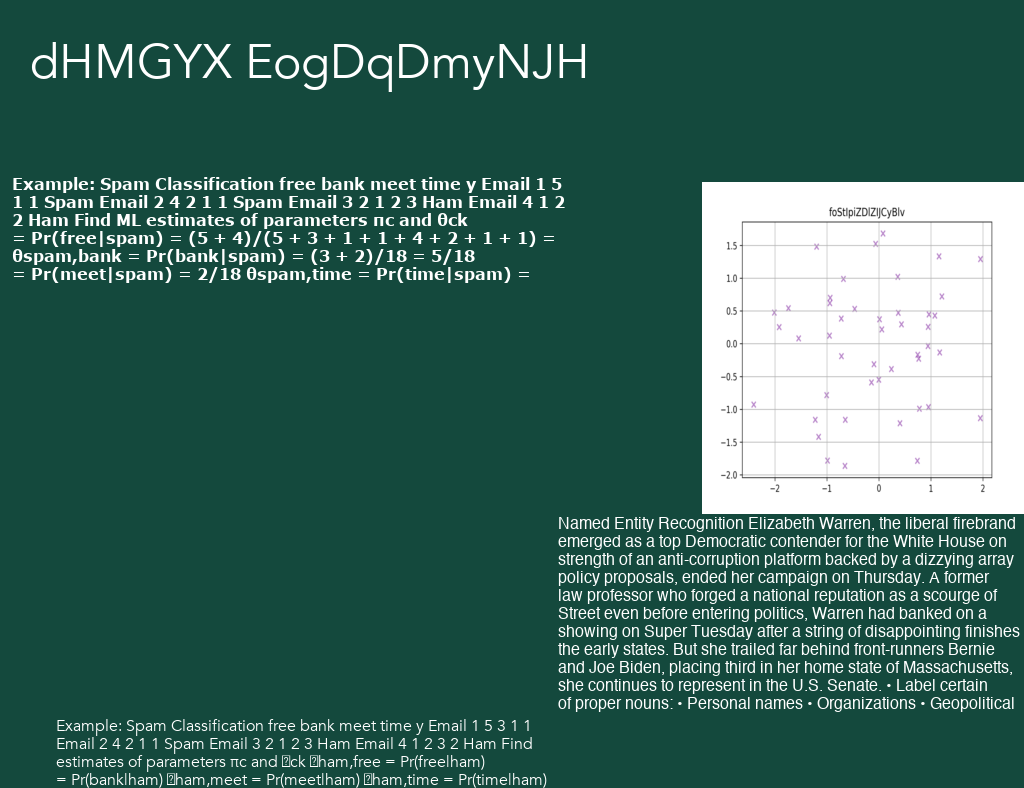 dHMGYX EogDqDmyNJH
Example: Spam Classification free bank meet time y Email 1 5
1 1 Spam Email 2 4 2 1 1 Spam Email 3 2 1 2 3 Ham Email 4 1 2
2 Ham Find ML estimates of parameters πc and θck
= Pr(free|spam) = (5 + 4)/(5 + 3 + 1 + 1 + 4 + 2 + 1 + 1) =
θspam,bank = Pr(bank|spam) = (3 + 2)/18 = 5/18
= Pr(meet|spam) = 2/18 θspam,time = Pr(time|spam) =
foStIpiZDlZIJCyBlv
1.5
1.0
0.5
0.0
−0.5
−1.0
−1.5
−2.0
−2 −1 0 1 2
Named Entity Recognition Elizabeth Warren, the liberal firebrand
emerged as a top Democratic contender for the White House on
strength of an anti-corruption platform backed by a dizzying array
policy proposals, ended her campaign on Thursday. A former
law professor who forged a national reputation as a scourge of
Street even before entering politics, Warren had banked on a
showing on Super Tuesday after a string of disappointing finishes
the early states. But she trailed far behind front-runners Bernie
and Joe Biden, placing third in her home state of Massachusetts,
she continues to represent in the U.S. Senate. • Label certain
of proper nouns: • Personal names • Organizations • Geopolitical
Example: Spam Classification free bank meet time y Email 1 5 3 1 1
Email 2 4 2 1 1 Spam Email 3 2 1 2 3 Ham Email 4 1 2 3 2 Ham Find
estimates of parameters πc and ck ham,free = Pr(free|ham)
= Pr(bank|ham) ham,meet = Pr(meet|ham) ham,time = Pr(time|ham)